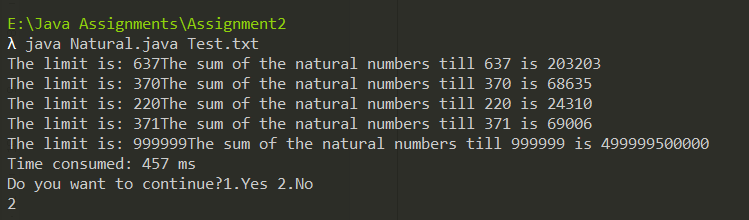 E:\Java Assignments\Assignment2
λ java Natural.java Test.txt
The limit is: 637The sum of the natural numbers till 637 is 203203
The limit is: 370The sum of the natural numbers till 370 is 68635
The limit is: 220The sum of the natural numbers till 220 is 24310
The limit is: 371The sum of the natural numbers till 371 is 69006
The limit is: 999999The sum of the natural numbers till 999999 is 499999500000
Time consumed: 457 ms
Do you want to continue?1.Yes 2.No
2